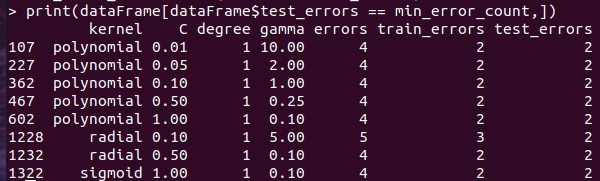 > print(dataFrame[dataFrame$test_errors == min_error_count,])
kernel C degree gamma errors train_errors test_errors
107 polynomial 0.01 1 10.00 4 2 2
227 polynomial 0.05 1 2.00 4 2 2
362 polynomial 0.10 1 1.00 4 2 2
467 polynomial 0.50 1 0.25 4 2 2
602 polynomial 1.00 1 0.10 4 2 2
1228 radial 0.10 1 5.00 5 3 2
1232 radial 0.50 1 0.10 4 2 2
1322 sigmoid 1.00 1 0.10 4 2 2